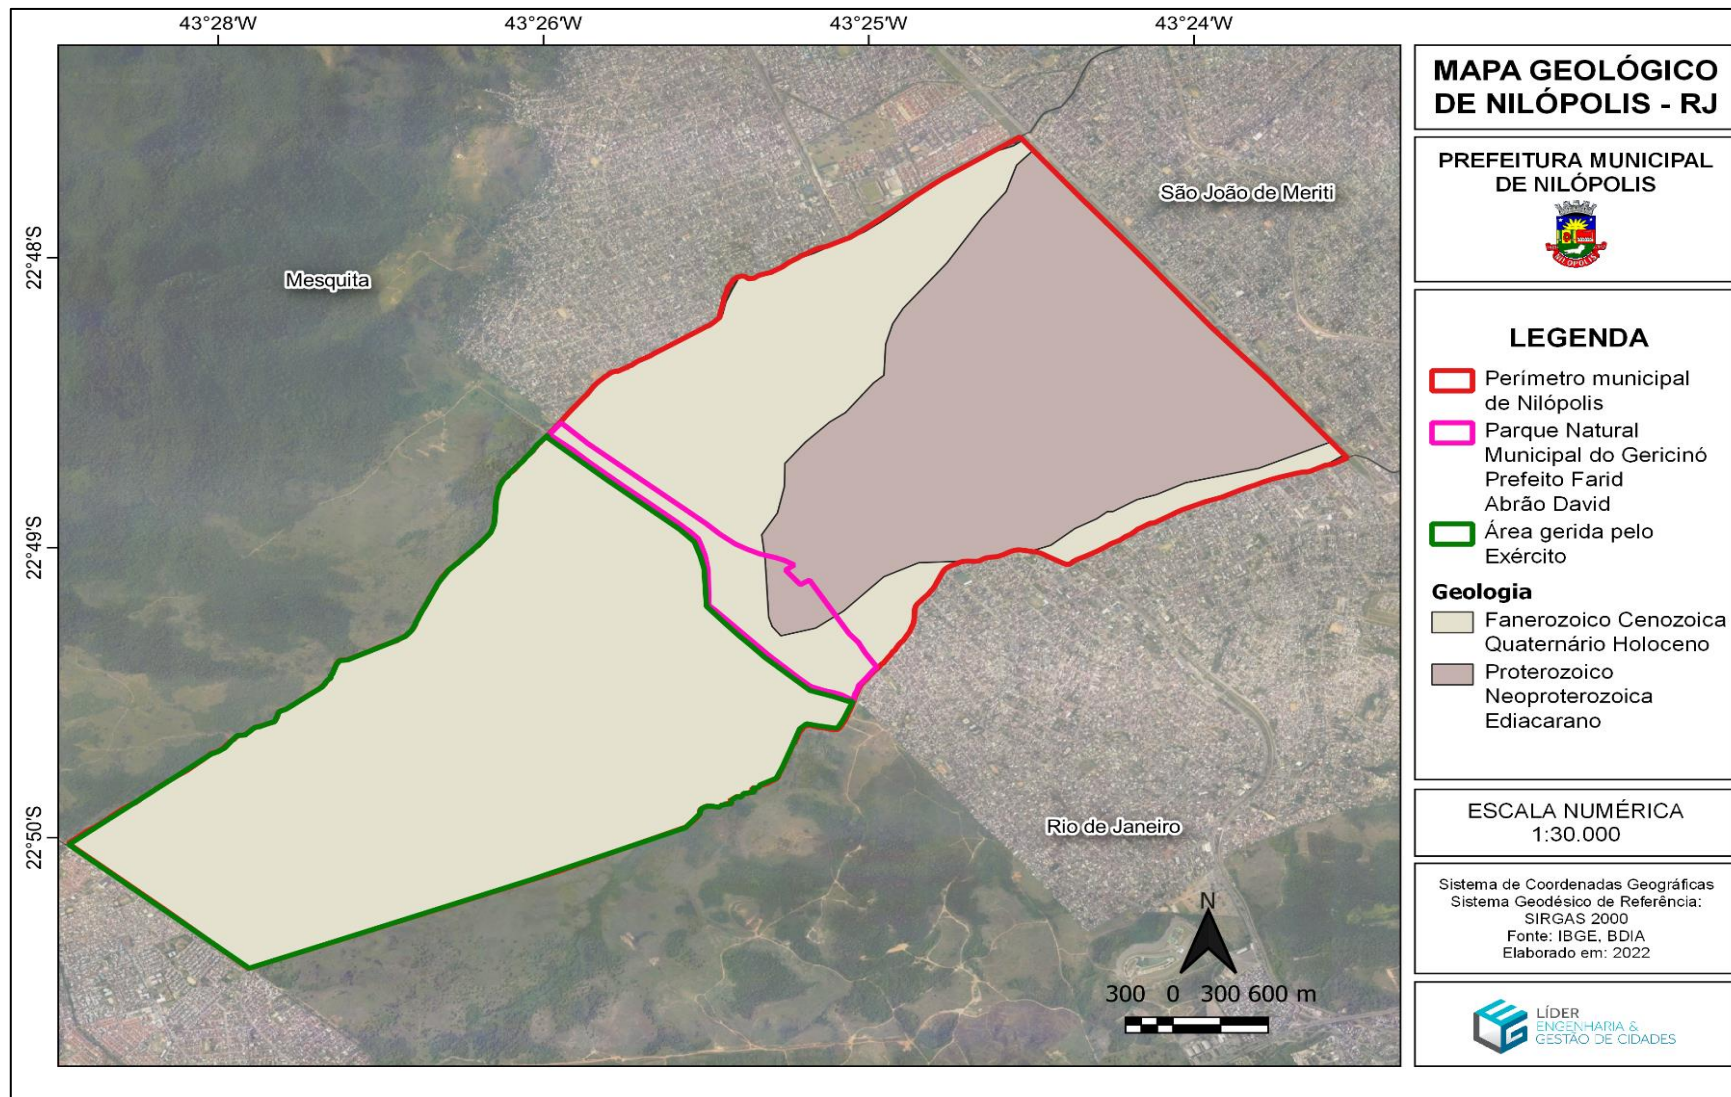 43°28'W 43°26'W 43°25'W 43°24'W
22°48'S
22°49'S
22°50'S
Mesquita
São João de Meriti
Rio de Janeiro
N
300 0 300 600 m
MAPA GEOLÓGICO
DE NILÓPOLIS - RJ
PREFEITURA MUNICIPAL
DE NILÓPOLIS
NILÓPOLIS
LEGENDA
Perímetro municipal
de Nilópolis
Parque Natural
Municipal do Gericinó
Prefeito Farid
Abrão David
Área gerida pelo
Exército
Geologia
Fanerozoico Cenozoica
Quaternário Holoceno
Proterozoico
Neoproterozoica
Ediacarano
ESCALA NUMÉRICA
1:30.000
Sistema de Coordenadas Geográficas
Sistema Geodésico de Referência:
SIRGAS 2000
Fonte: IBGE, BDIA
Elaborado em: 2022
LÍDER
ENGENHARIA &
GESTÃO DE CIDADES